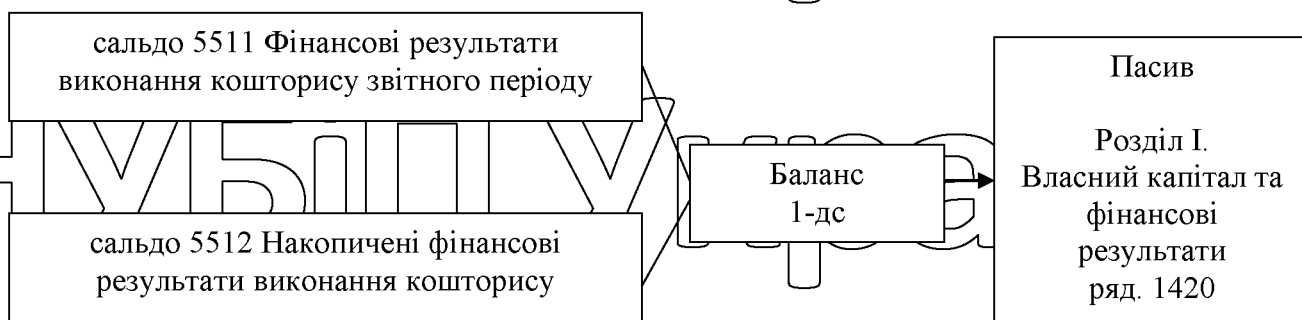 сальдо 5511 Фінансові результати
виконання кошторису звітного періоду
сальдо 5512 Накопичені фінансові
результати виконання кошторису
Баланс
1-дс
Пасив
Розділ І.
Власний капітал та
фінансові
результати
ряд. 1420